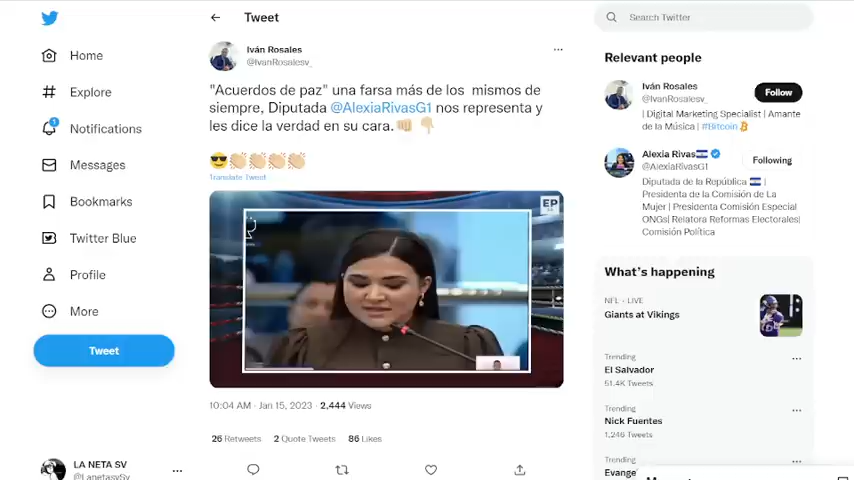 Tweet
Search Twitter
Home
Explore
Notifications
1
Messages
Bookmarks
Twitter Blue
Profile
More
Tweet
LA NETA SV
@LanetasvSv
Iván Rosales
@IvanRosalesv_
"Acuerdos de paz" una farsa más de los mismos de
siempre, Diputada @AlexiaRivasG1 nos representa y
les dice la verdad en su cara.
Translate Tweet
EP
10:04 AM · Jan 15, 2023 · 2,444 Views
26 Retweets 2 Quote Tweets 86 Likes
Relevant people
Iván Rosales
@IvanRosalesv_
Follow
| Digital Marketing Specialist | Amante
de la Música | #Bitcoin
Alexia Rivas
@AlexiaRivasG1
Following
Diputada de la República |
Presidenta de la Comisión de La
Mujer | Presidenta Comisión Especial
ONGs| Relatora Reformas Electorales|
Comisión Política
What's happening
NFL · LIVE
Giants at Vikings
Trending
El Salvador
51.4K Tweets
Trending
Nick Fuentes
1,246 Tweets
Trending